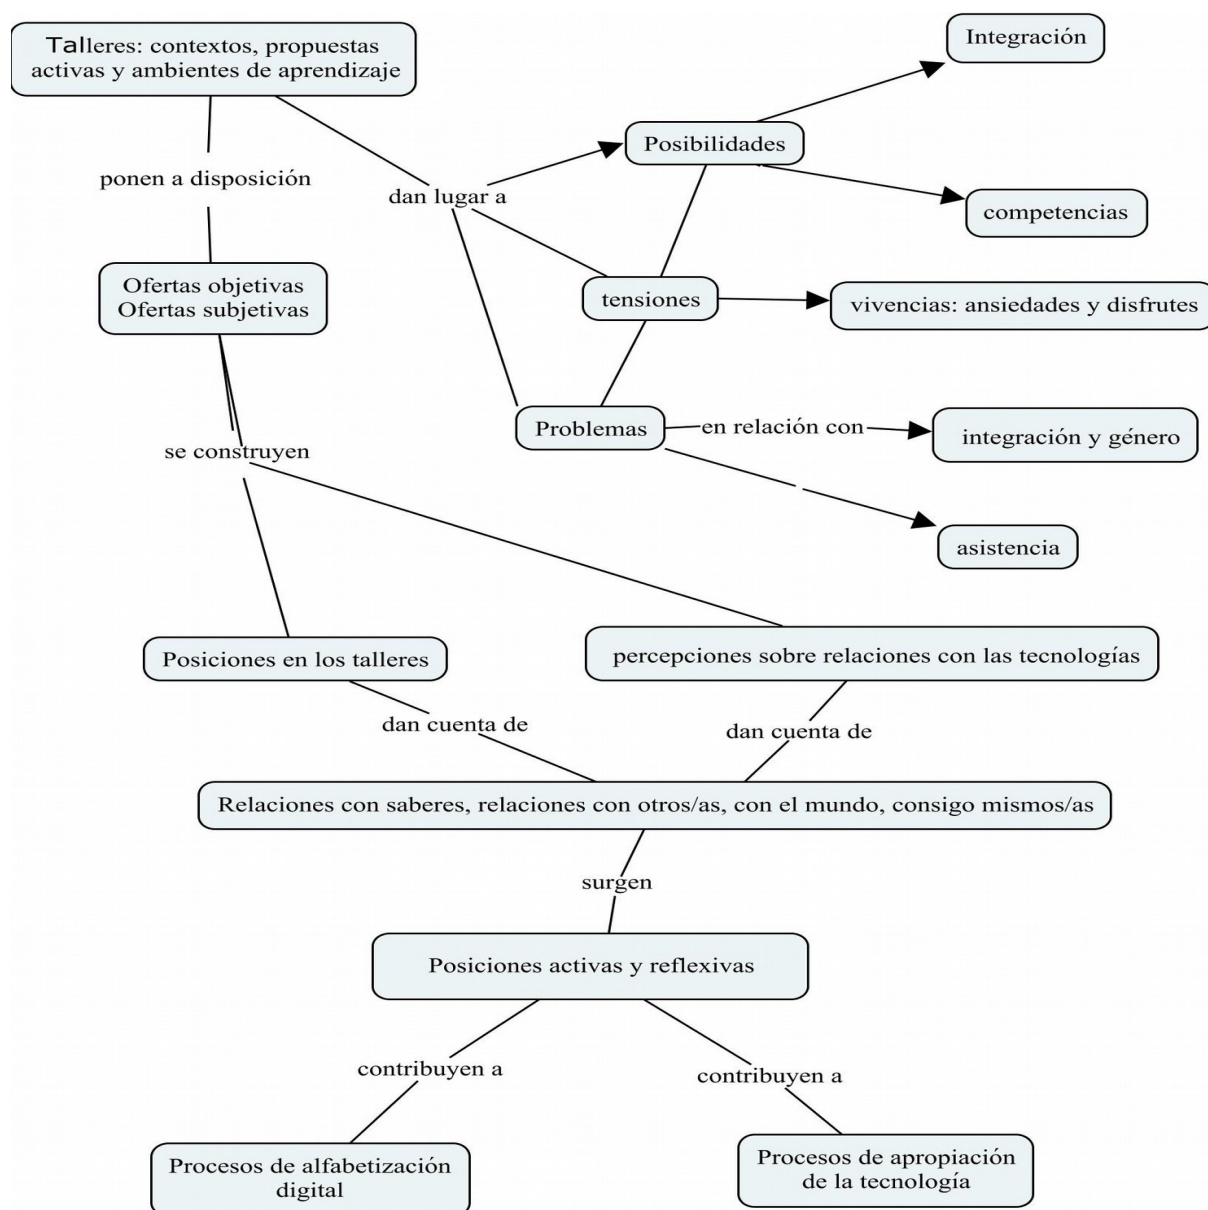 Talleres: contextos, propuestas
activas y ambientes de aprendizaje
Integración
Posibilidades
ponen a disposición
dan lugar a
competencias
Ofertas objetivas
Ofertas subjetivas
tensiones
vivencias: ansiedades y disfrutes
Problemas
en relación con
integración y género
se construyen
asistencia
Posiciones en los talleres
percepciones sobre relaciones con las tecnologías
dan cuenta de
dan cuenta de
Relaciones con saberes, relaciones con otros/as, con el mundo, consigo mismos/as
surgen
Posiciones activas y reflexivas
contribuyen a
contribuyen a
Procesos de alfabetización
digital
Procesos de apropiación
de la tecnología